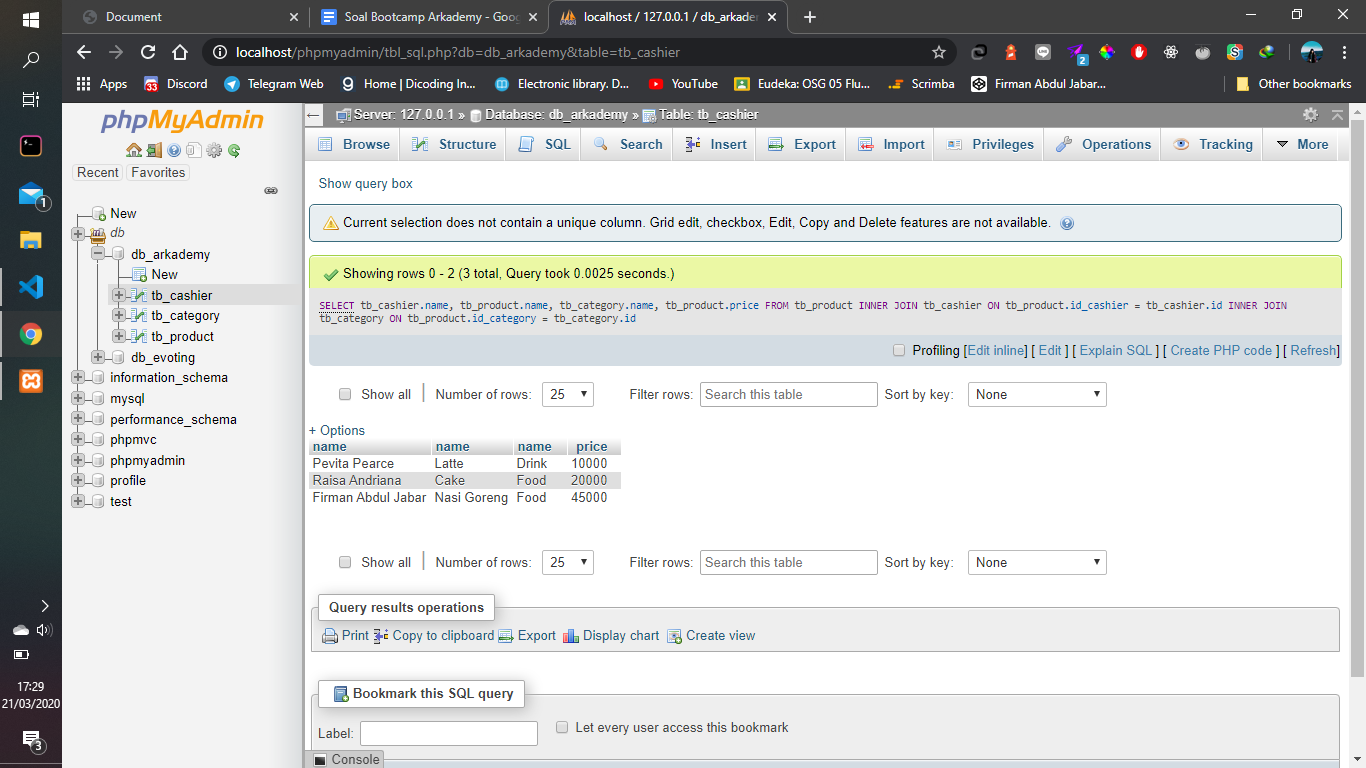 Document
Soal Bootcamp Arkademy - Goo
localhost / 127.0.0.1 / db_arkader
localhost/phpmyadmin/tbl_sql.php?db=db_arkademy&table=tb_cashier
2
Apps
33 Discord
Telegram Web
Home | Dicoding In...
Electronic library. D...
YouTube
Eudeka: OSG 05 Flu...
Scrimba
Firman Abdul Jabar...
Other bookmarks
phpMyAdmin
Recent Favorites
New
db
db_arkademy
New
tb_cashier
tb_category
tb_product
db_evoting
information_schema
mysql
performance_schema
phpmvc
phpmyadmin
profile
test
Server: 127.0.0.1 » Database: db_arkademy » Table: tb_cashier
Browse Structure SQL Search Insert Export Import Privileges Operations Tracking More
Show query box
Current selection does not contain a unique column. Grid edit, checkbox, Edit, Copy and Delete features are not available.
Showing rows 0 - 2 (3 total, Query took 0.0025 seconds.)
SELECT tb_cashier.name, tb_product.name, tb_category.name, tb_product.price FROM tb_product INNER JOIN tb_cashier ON tb_product.id_cashier = tb_cashier.id INNER JOIN
tb_category ON tb_product.id_category = tb_category.id
Profiling [Edit inline] [ Edit ] [ Explain SQL ] [ Create PHP code ] [ Refresh]
Show all | Number of rows: 25 Filter rows: Search this table Sort by key: None
+ Options
name name name price
Pevita Pearce Latte Drink 10000
Raisa Andriana Cake Food 20000
Firman Abdul Jabar Nasi Goreng Food 45000
Show all | Number of rows: 25 Filter rows: Search this table Sort by key: None
Query results operations
Print Copy to clipboard Export Display chart Create view
Bookmark this SQL query
Label: Let every user access this bookmark
Console
1
17:29
21/03/2020
3